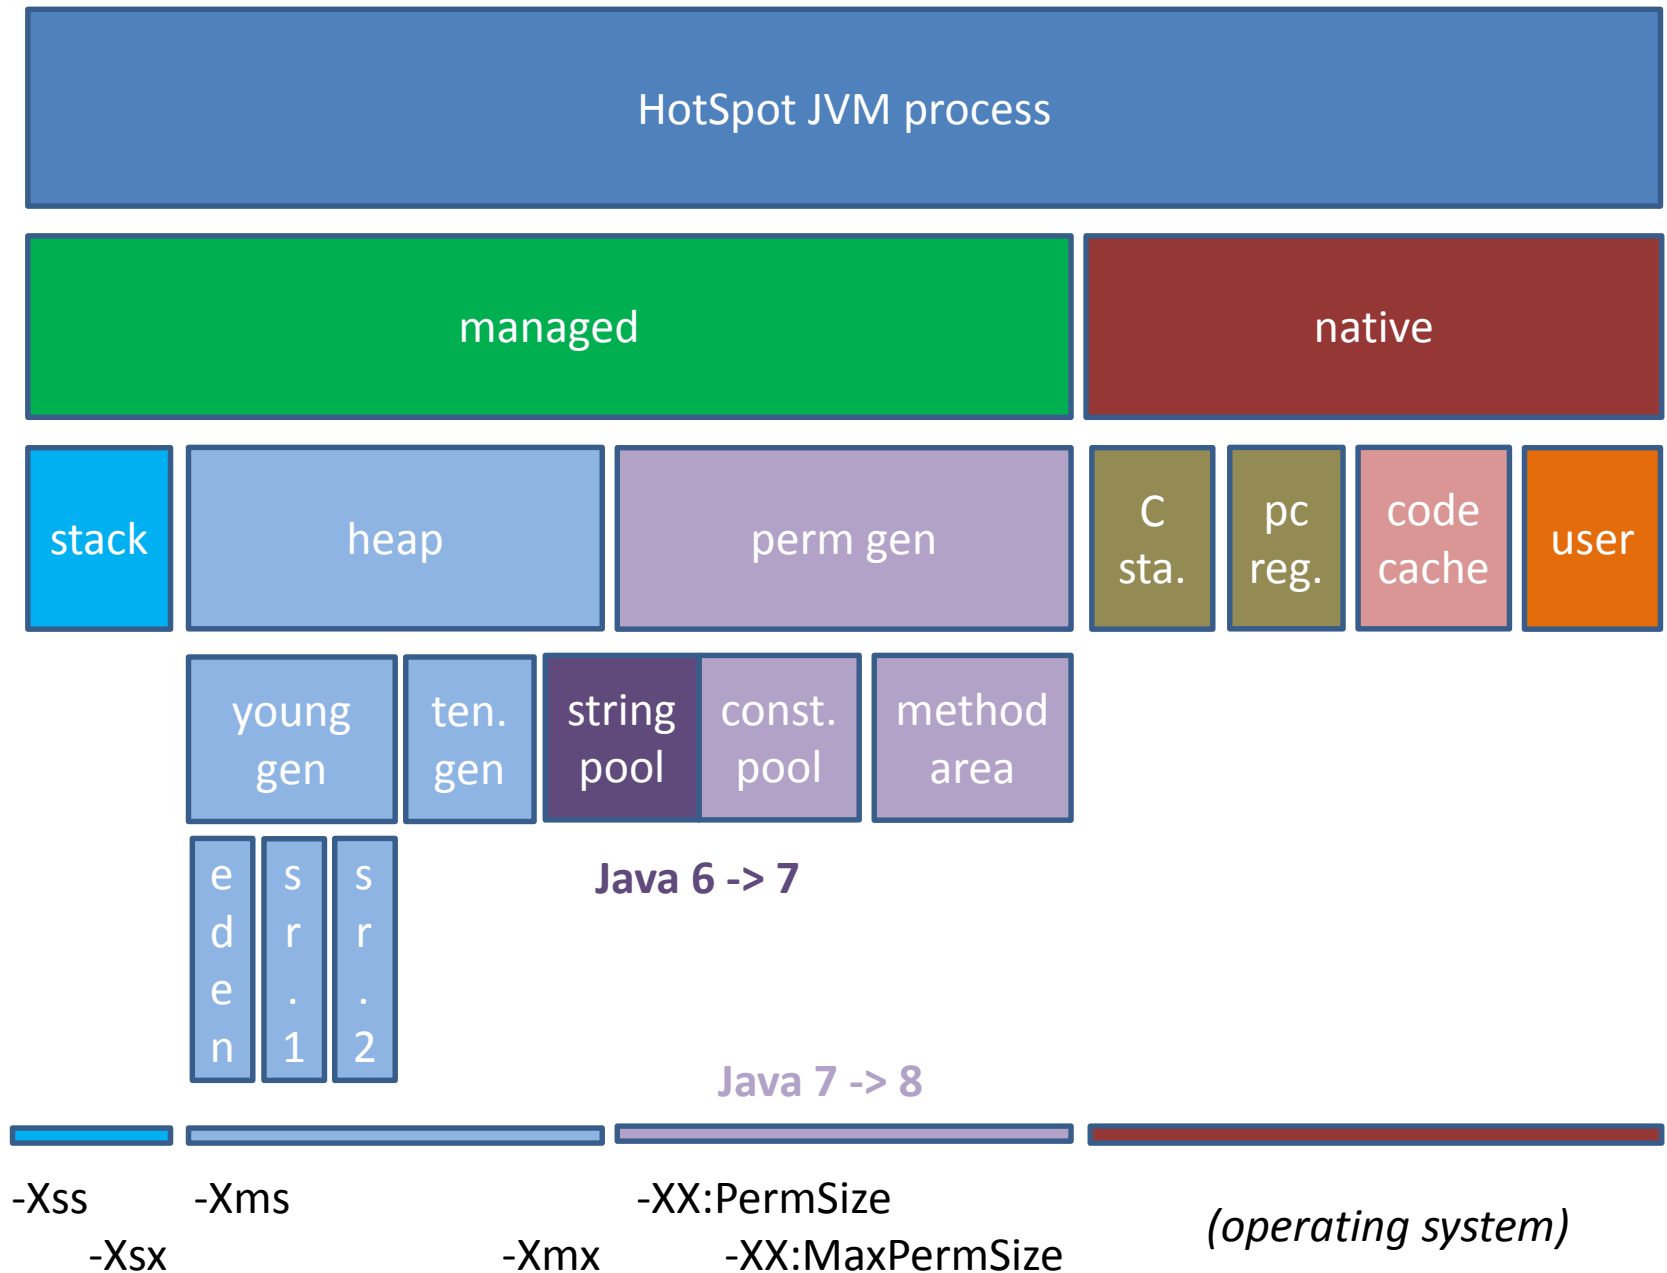 HotSpot JVM process
managed
native
stack
heap
perm gen
C
sta.
pc
reg.
code
cache
user
young
gen
ten.
gen
string
pool
const.
pool
method
area
e
d
e
n
s
r
.
1
s
r
.
2
Java 6 -> 7
Java 7 -> 8
-Xss
-Xsx
-Xms
-Xmx
-XX:PermSize
-XX:MaxPermSize
(operating system)